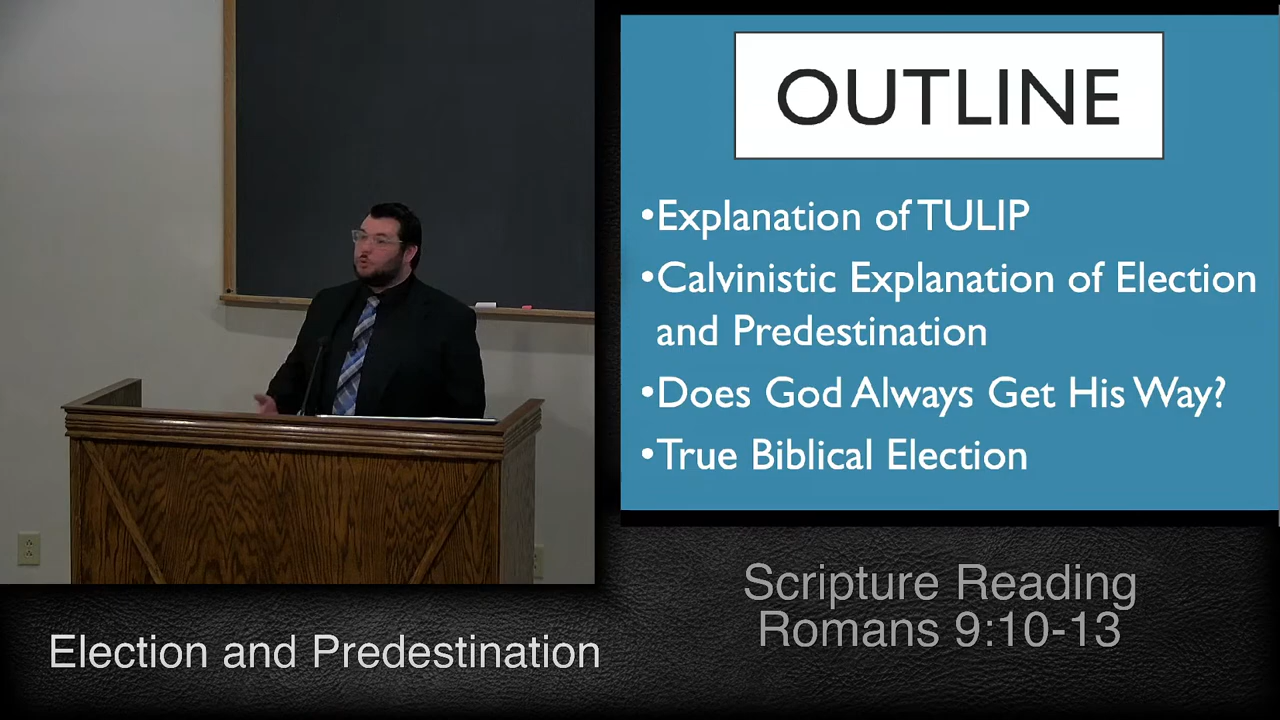 OUTLINE
•Explanation of TULIP
•Calvinistic Explanation of Election
and Predestination
•Does God Always Get His Way?
•True Biblical Election
Scripture Reading
Romans 9:10-13
Election and Predestination